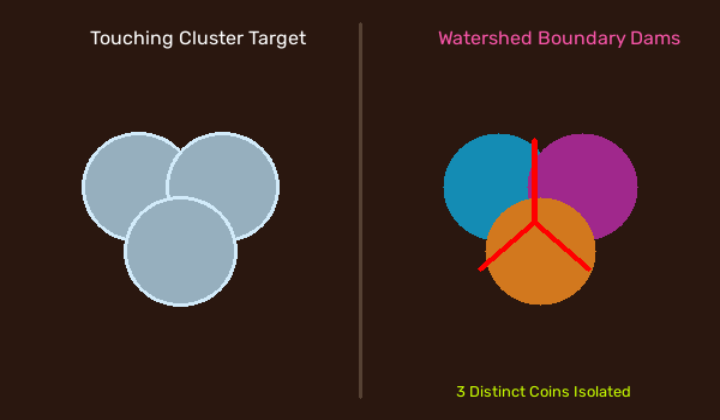 Touching Cluster Target
Watershed Boundary Dams
3 Distinct Coins Isolated